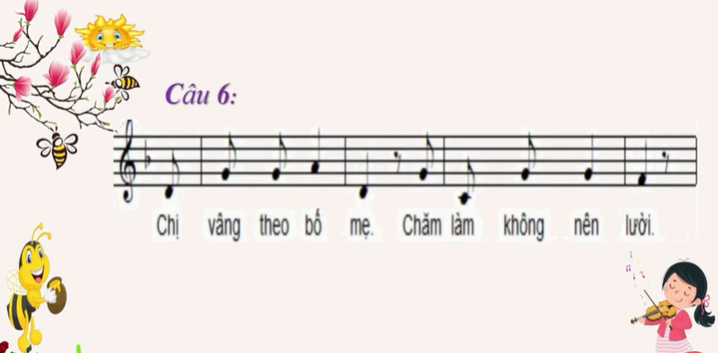 Câu 6:
Chị vâng theo bố mẹ. Chăm làm không nên lười.